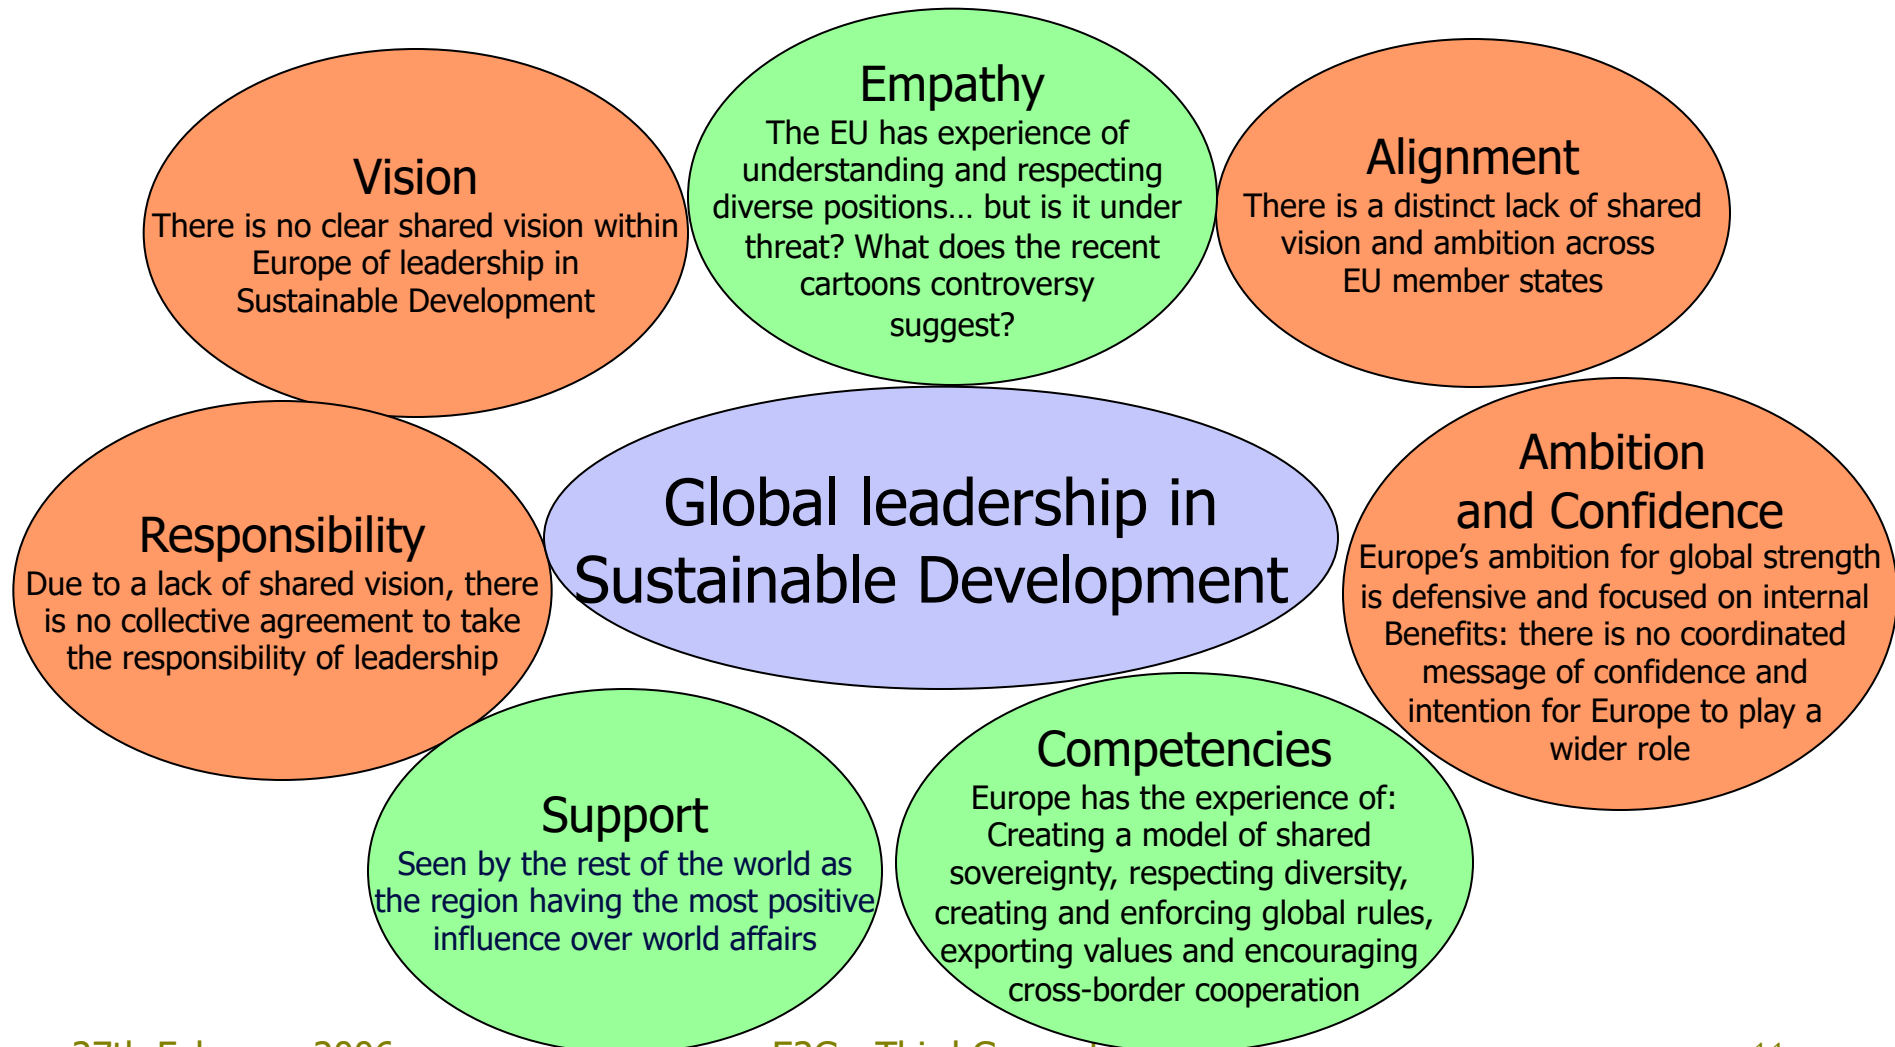 Empathy
The EU has experience of
understanding and respecting
diverse positions… but is it under
threat? What does the recent
cartoons controversy
suggest?
Vision
There is no clear shared vision within
Europe of leadership in
Sustainable Development
Alignment
There is a distinct lack of shared
vision and ambition across
EU member states
Global leadership in
Sustainable Development
Responsibility
Due to a lack of shared vision, there
is no collective agreement to take
the responsibility of leadership
Ambition
and Confidence
Europe’s ambition for global strength
is defensive and focused on internal
Benefits: there is no coordinated
message of confidence and
intention for Europe to play a
wider role
Support
Seen by the rest of the world as
the region having the most positive
influence over world affairs
Competencies
Europe has the experience of:
Creating a model of shared
sovereignty, respecting diversity,
creating and enforcing global rules,
exporting values and encouraging
cross-border cooperation